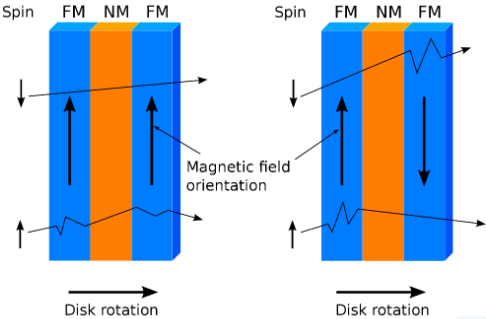 Spin FM NM FM
Spin FM NM FM
Magnetic field
orientation
Disk rotation
Disk rotation